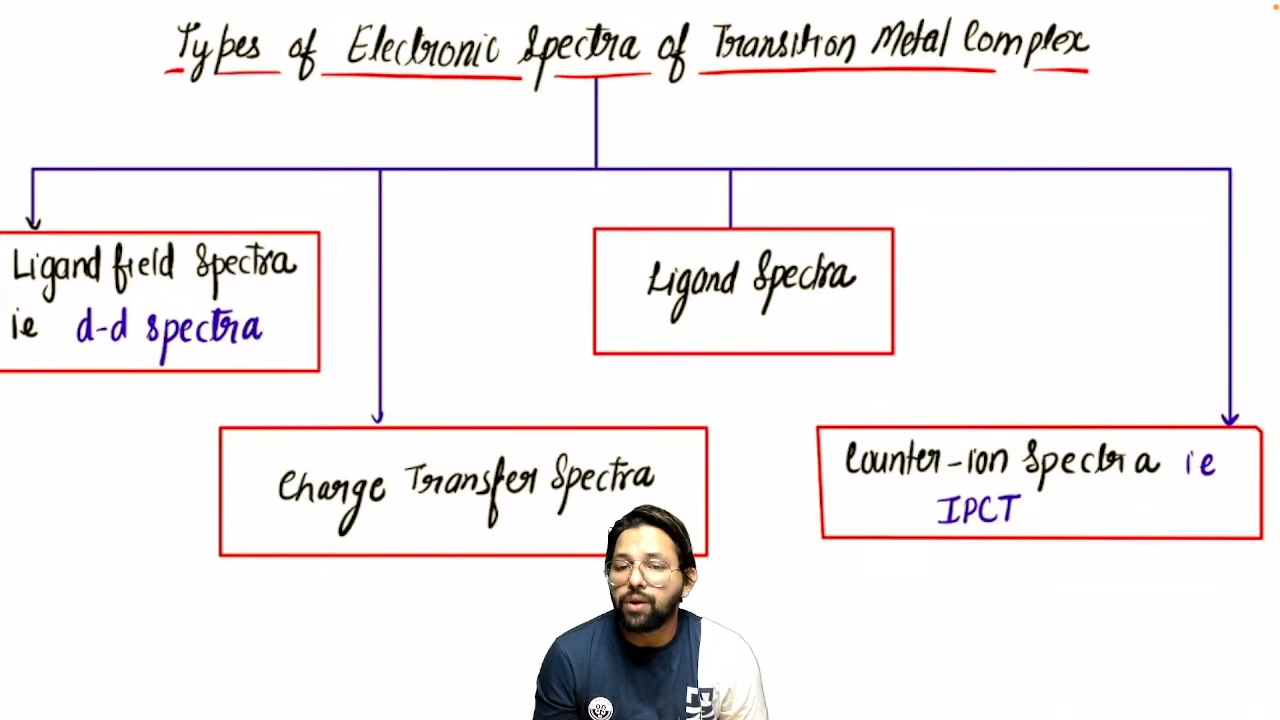 Types of Electronic Spectra of Transition Metal Complex
Ligand field Spectra
ie d-d spectra
Charge Transfer Spectra
Ligand Spectra
Counter-ion Spectra ie
IPCT